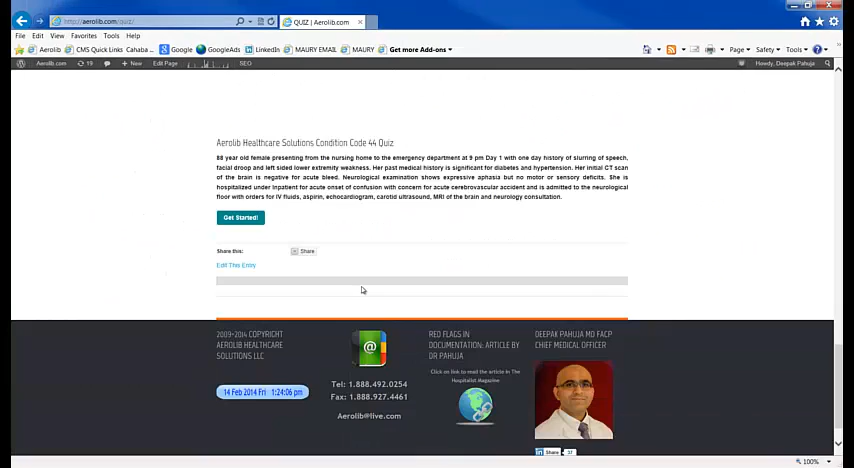 http://aerolib.com/quiz/
QUIZ | Aerolib.com
File Edit View Favorites Tools Help
Aerolib CMS Quick Links Cahaba ... Google GoogleAds LinkedIn MAURY EMAIL MAURY Get more Add-ons
Page Safety Tools
Aerolib.com 19 New Edit Page SEO Howdy, Deepak Pahuja
Aerolib Healthcare Solutions Condition Code 44 Quiz
88 year old female presenting from the nursing home to the emergency department at 9 pm Day 1 with one day history of slurring of speech,
facial droop and left sided lower extremity weakness. Her past medical history is significant for diabetes and hypertension. Her initial CT scan
of the brain is negative for acute bleed. Neurological examination shows expressive aphasia but no motor or sensory deficits. She is
hospitalized under Inpatient for acute onset of confusion with concern for acute cerebrovascular accident and is admitted to the neurological
floor with orders for IV fluids, aspirin, echocardiogram, carotid ultrasound, MRI of the brain and neurology consultation.
Get Started!
Share this: Share
Edit This Entry
2009-2014 COPYRIGHT
AEROLIB HEALTHCARE
SOLUTIONS LLC
14 Feb 2014 Fri 1:24:06 pm
@
Tel: 1.888.492.0254
Fax: 1.888.927.4461
Aerolib@live.com
RED FLAGS IN
DOCUMENTATION: ARTICLE BY
DR PAHUJA
Click on link to read the article in The
Hospitalist Magazine
DEEPAK PAHUJA MD FACP
CHIEF MEDICAL OFFICER
in Share 37
100%